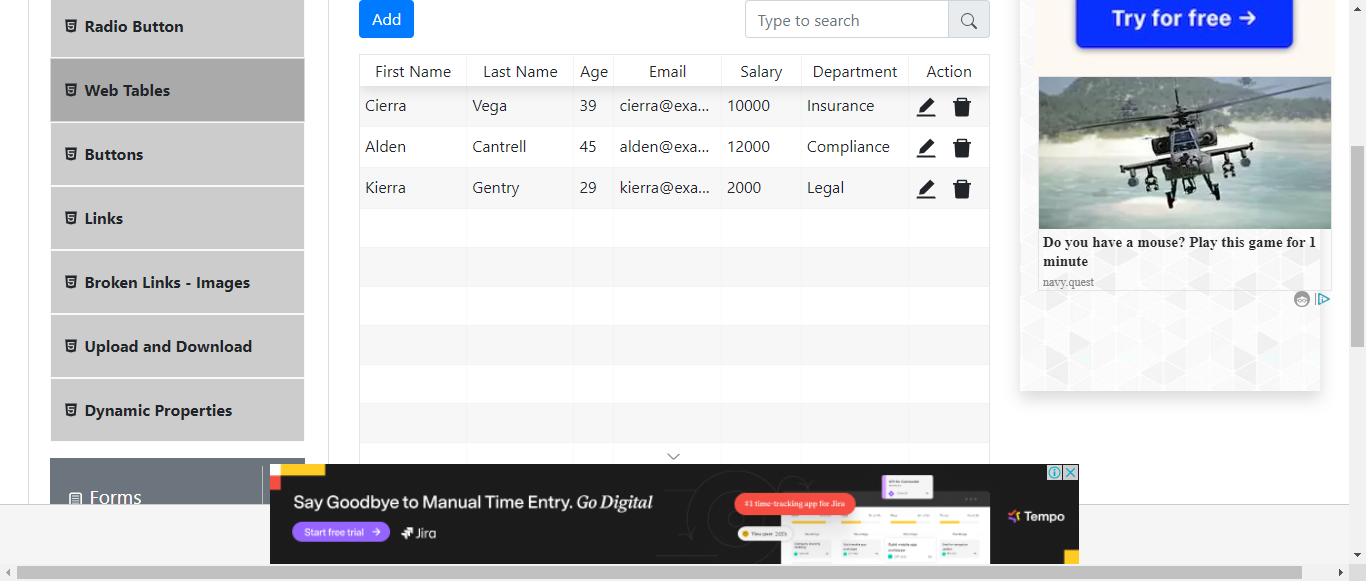 Radio Button
Web Tables
Buttons
Links
Broken Links - Images
Upload and Download
Dynamic Properties
Forms
Add
Type to search
First Name Last Name Age Email Salary Department Action
Cierra Vega 39 cierra@exa... 10000 Insurance
Alden Cantrell 45 alden@exa... 12000 Compliance
Kierra Gentry 29 kierra@exa... 2000 Legal
Try for free →
Do you have a mouse? Play this game for 1
minute
navy.quest
Say Goodbye to Manual Time Entry. Go Digital
Start free trial →
Jira
#1 time-tracking app for Jira
Tempo